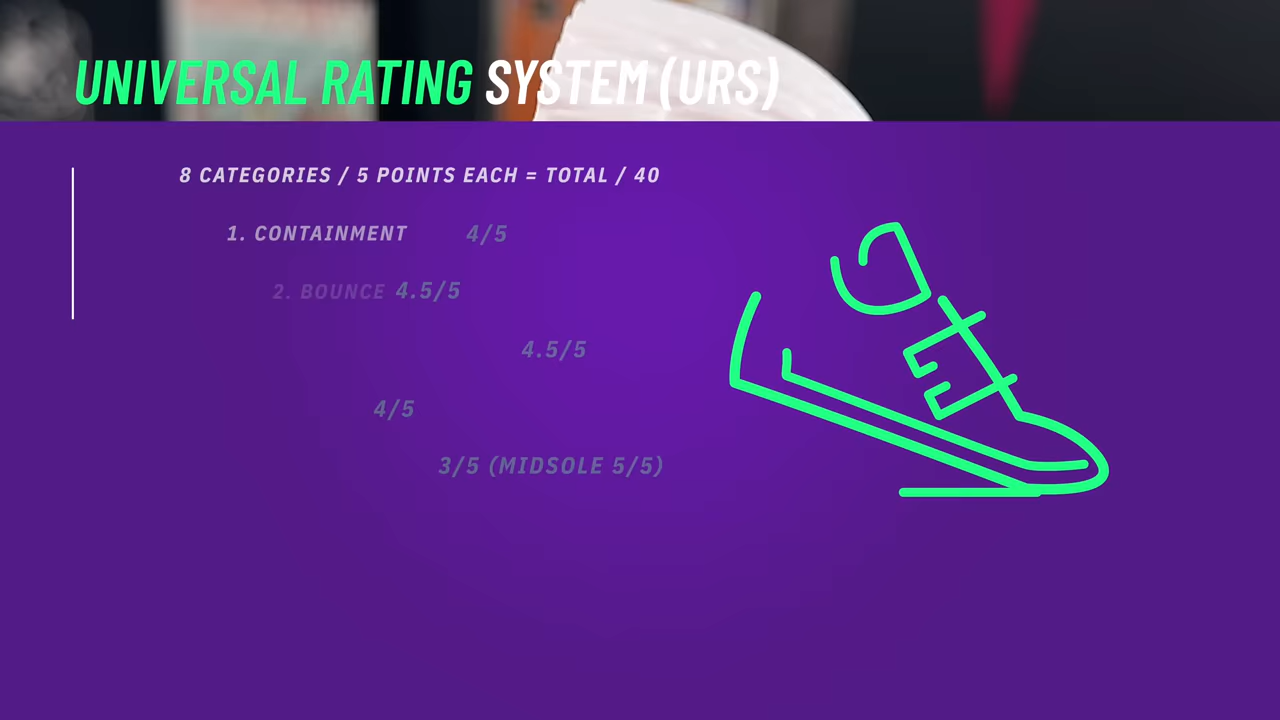 UNIVERSAL RATING SYSTEM (URS)
8 CATEGORIES / 5 POINTS EACH = TOTAL / 40
1. CONTAINMENT 4/5
2. BOUNCE 4.5/5
4.5/5
4/5
3/5 (MIDSOLE 5/5)